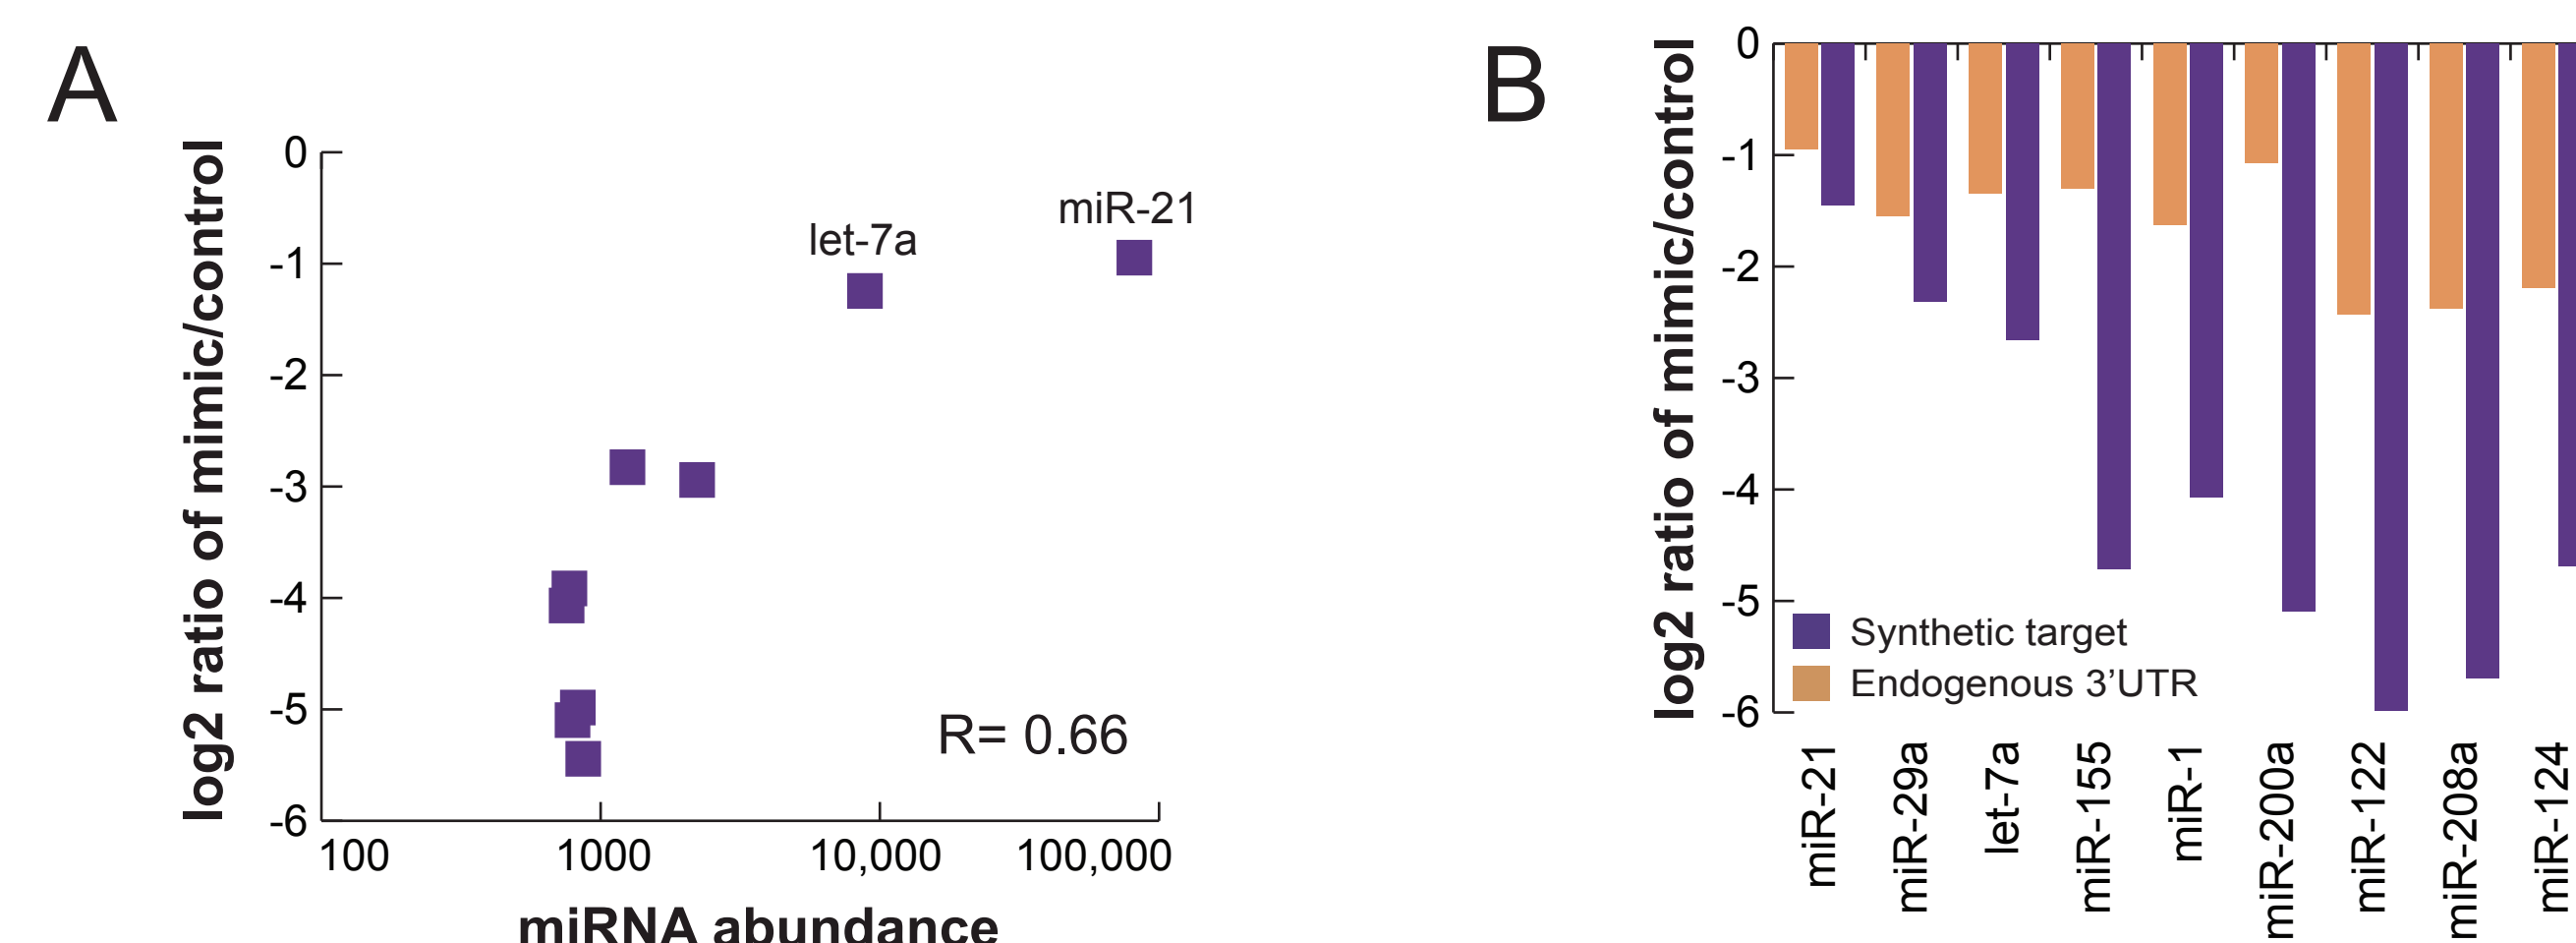 A
log2 ratio of mimic/control
0
-1
-2
-3
-4
-5
-6
let-7a
miR-21
R= 0.66
100
1000
10,000
100,000
miRNA abundance
B
log2 ratio of mimic/control
0
-1
-2
-3
-4
-5
-6
Synthetic target
Endogenous 3’UTR
miR-21
miR-29a
let-7a
miR-155
miR-1
miR-200a
miR-122
miR-208a
miR-124